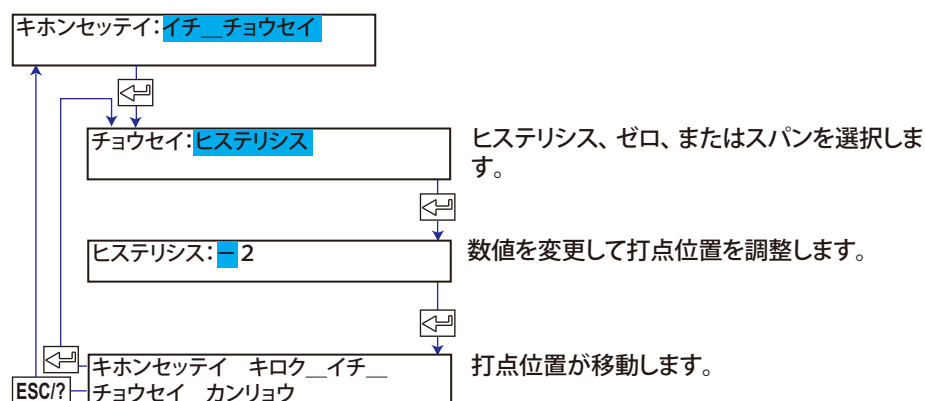 キホンセッテイ：イチ＿チョウセイ
チョウセイ：ヒステリシス
ヒステリシス、ゼロ、またはスパンを選択しま
す。
ヒステリシス：－2
数値を変更して打点位置を調整します。
キホンセッテイ　キロク＿イチ＿
チョウセイ　カンリョウ
打点位置が移動します。
ESC/?